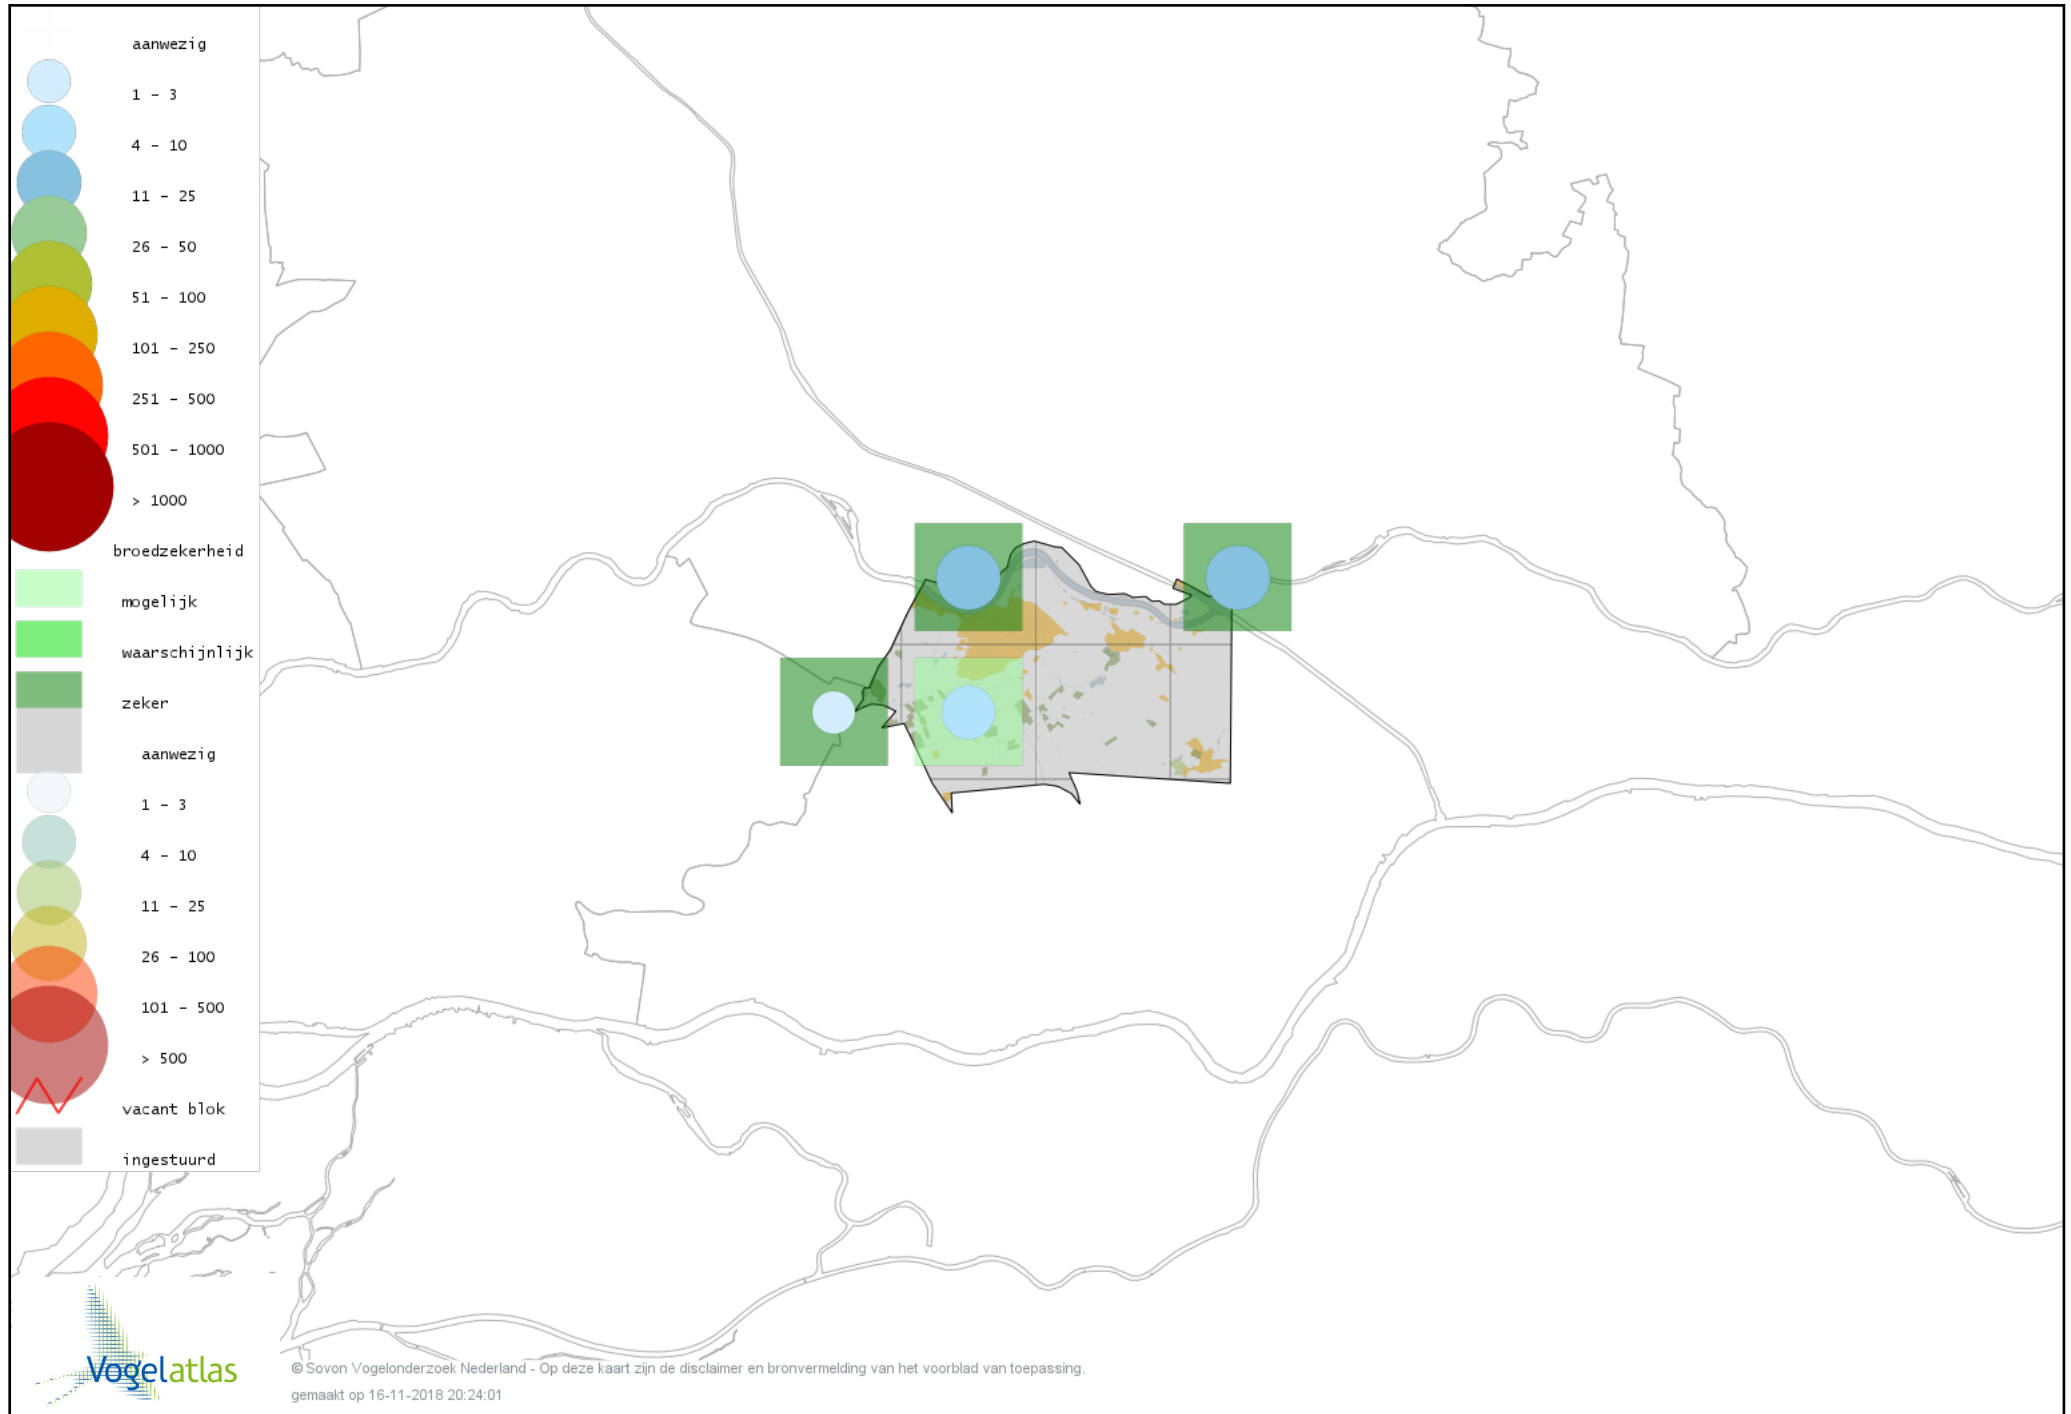 aanwezig
1 - 3
4 - 10
11 - 25
26 - 50
51 - 100
101 - 250
251 - 500
501 - 1000
> 1000
broedzekerheid
mogelijk
waarschijnlijk
zeker
aanwezig
1 - 3
4 - 10
11 - 25
26 - 100
101 - 500
> 500
vacant blok
ingestuurd
Vogelatlas
© Sovon Vogelonderzoek Nederland - Op deze kaart zijn de disclaimer en bronvermelding van het voorblad van toepassing.
gemaakt op 16-11-2018 20:24:01